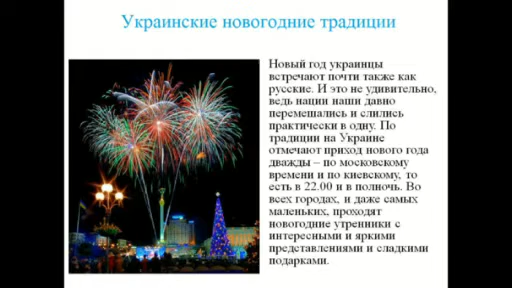 Украинские новогодние традиции
Новый год украинцы
встречают почти также как
русские. И это не удивительно,
ведь нации наши давно
перемешались и слились
практически в одну. По
традиции на Украине
отмечают приход нового года
дважды – по московскому
времени и по киевскому, то
есть в 22.00 и в полночь. Во
всех городах, и даже самых
маленьких, проходят
новогодние утренники с
интересными и яркими
представлениями и сладкими
подарками.